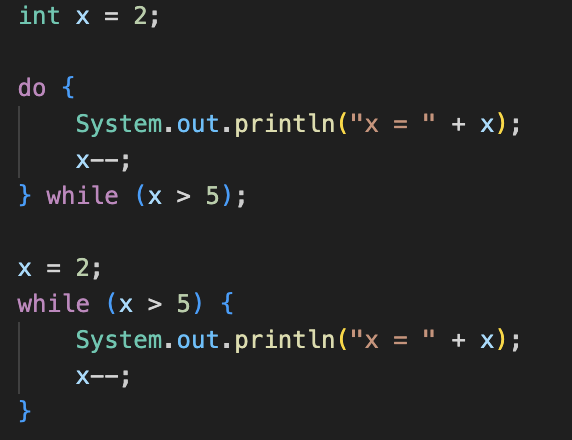 int x = 2;
do {
    System.out.println("x = " + x);
    x--;
} while (x > 5);
x = 2;
while (x > 5) {
    System.out.println("x = " + x);
    x--;
}